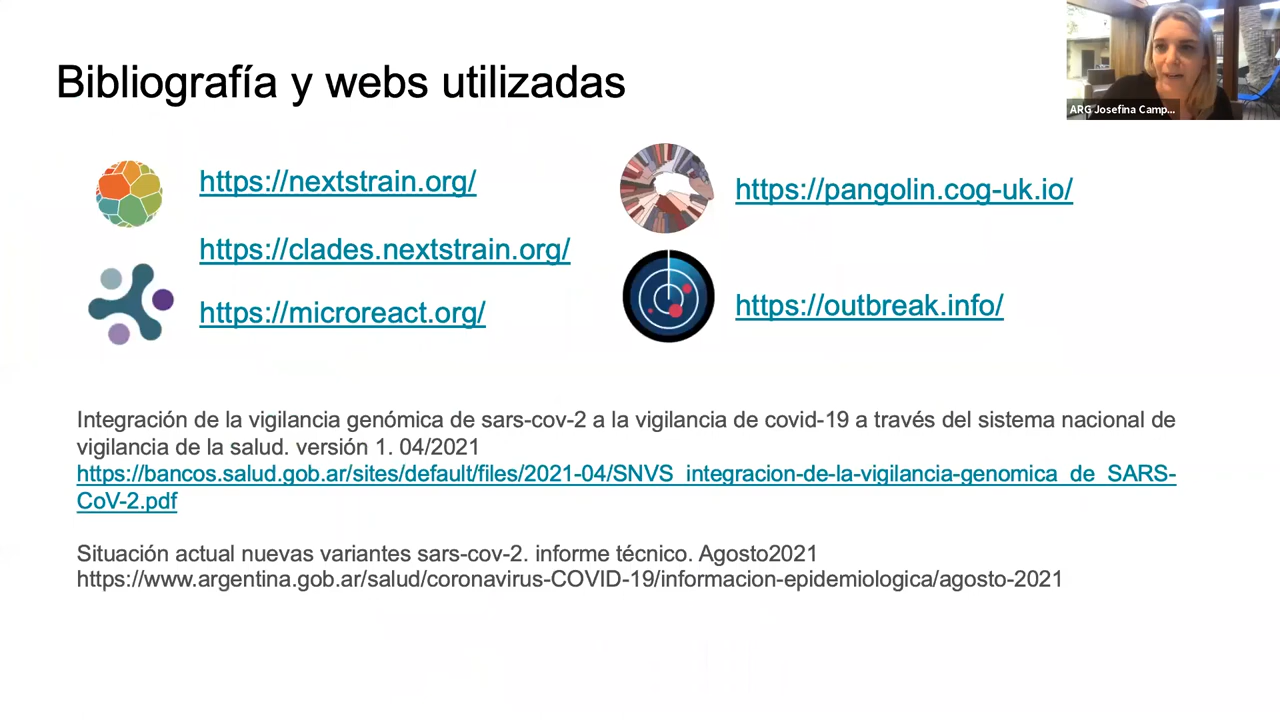 Bibliografía y webs utilizadas
ARG Josefina Camp...
https://nextstrain.org/
https://pangolin.cog-uk.io/
https://clades.nextstrain.org/
https://microreact.org/
https://outbreak.info/
Integración de la vigilancia genómica de sars-cov-2 a la vigilancia de covid-19 a través del sistema nacional de
vigilancia de la salud. versión 1. 04/2021
https://bancos.salud.gob.ar/sites/default/files/2021-04/SNVS_integracion-de-la-vigilancia-genomica_de_SARS-
CoV-2.pdf
Situación actual nuevas variantes sars-cov-2. informe técnico. Agosto2021
https://www.argentina.gob.ar/salud/coronavirus-COVID-19/informacion-epidemiologica/agosto-2021